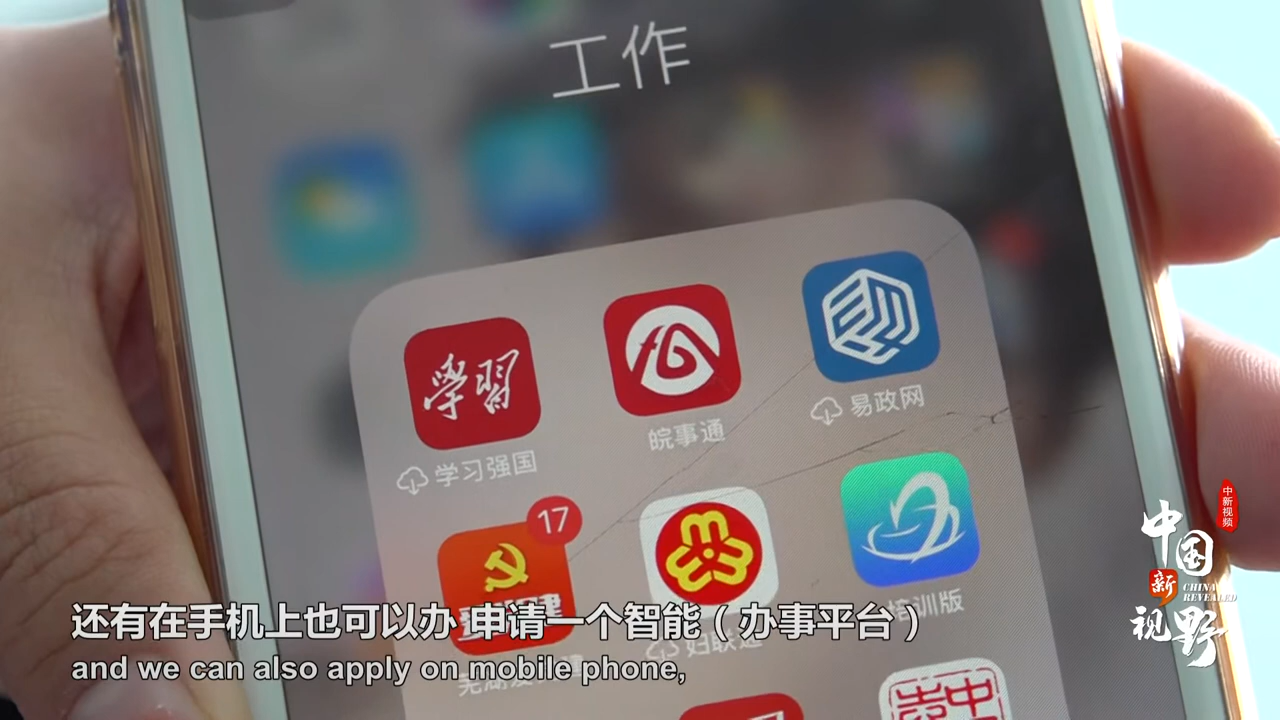 工作
學習
学习强国
皖事通
易政网
17
妇联通
培训版
还有在手机上也可以办 申请一个智能（办事平台）
and we can also apply on mobile phone,
中新视频
中国
新
CHINA
REVEALED
视野